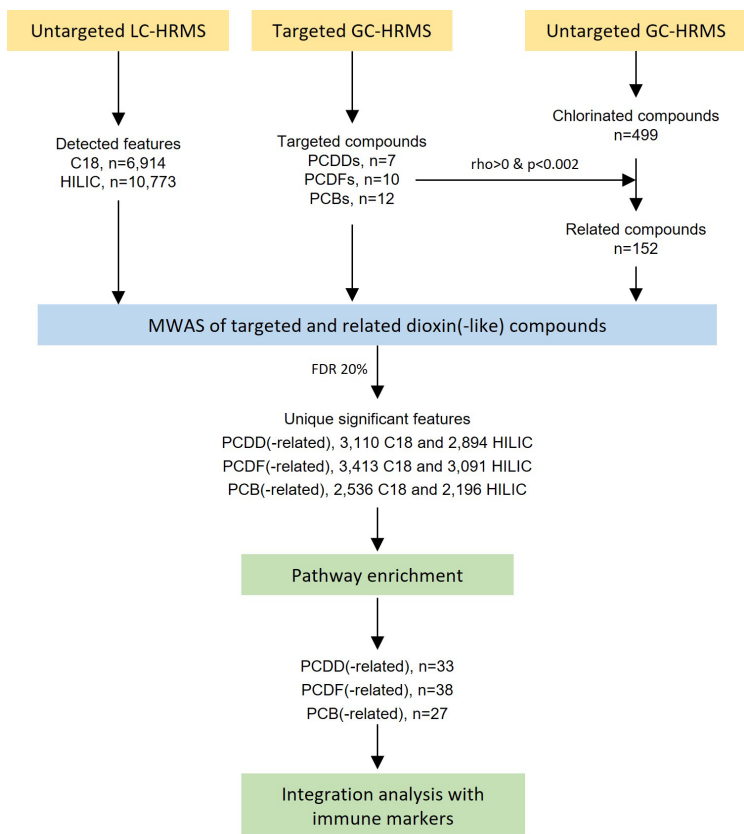 Untargeted LC-HRMS
Targeted GC-HRMS
Untargeted GC-HRMS
Detected features
C18, n=6,914
HILIC, n=10,773
Targeted compounds
PCDDs, n=7
PCDFs, n=10
PCBs, n=12
Chlorinated compounds
n=499
rho>0 & p<0.002
Related compounds
n=152
MWAS of targeted and related dioxin(-like) compounds
FDR 20%
Unique significant features
PCDD(-related), 3,110 C18 and 2,894 HILIC
PCDF(-related), 3,413 C18 and 3,091 HILIC
PCB(-related), 2,536 C18 and 2,196 HILIC
Pathway enrichment
PCDD(-related), n=33
PCDF(-related), n=38
PCB(-related), n=27
Integration analysis with
immune markers